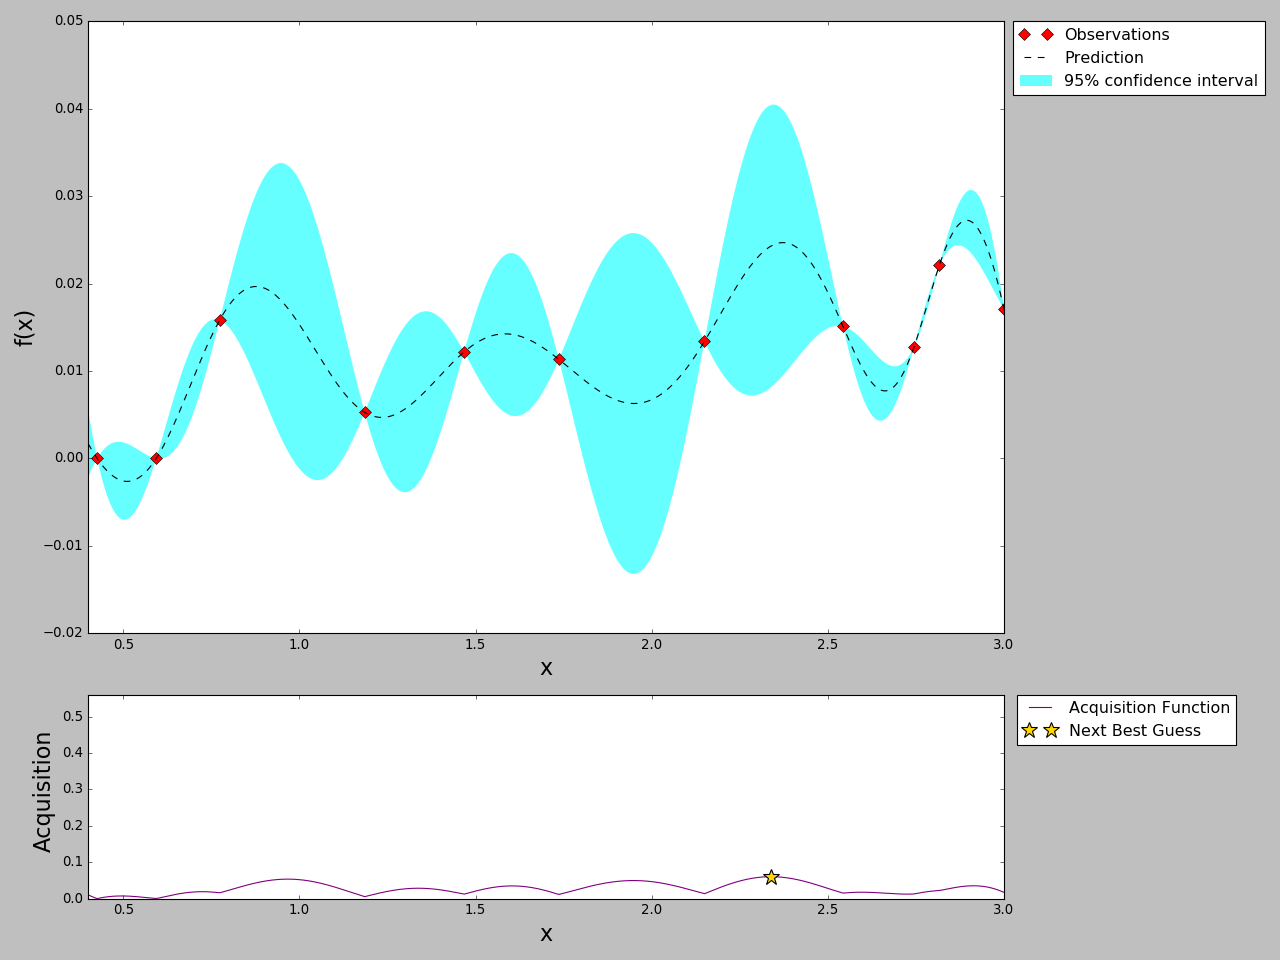 0.05
0.04
0.03
0.02
0.01
0.00
−0.01
−0.02
f(x)
0.5 1.0 1.5 2.0 2.5 3.0
x
Observations
Prediction
95% confidence interval
0.5
0.4
0.3
0.2
0.1
0.0
Acquisition
0.5 1.0 1.5 2.0 2.5 3.0
x
Acquisition Function
Next Best Guess